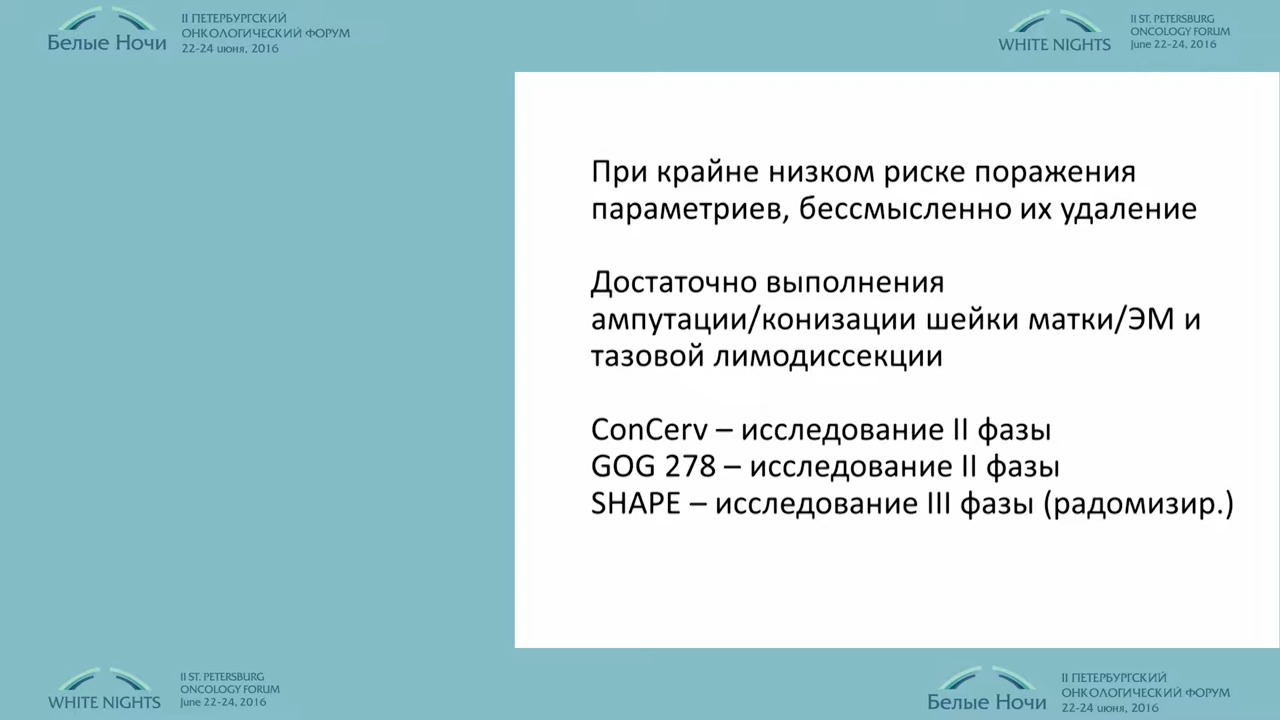 Белые Ночи
II ПЕТЕРБУРГСКИЙ
ОНКОЛОГИЧЕСКИЙ ФОРУМ
22-24 июня, 2016
WHITE NIGHTS
II ST. PETERSBURG
ONCOLOGY FORUM
June 22-24, 2016
При крайне низком риске поражения
параметриев, бессмысленно их удаление
Достаточно выполнения
ампутации/конизации шейки матки/ЭМ и
тазовой лимодиссекции
ConCerv – исследование II фазы
GOG 278 – исследование II фазы
SHAPE – исследование III фазы (радомизир.)
WHITE NIGHTS
II ST. PETERSBURG
ONCOLOGY FORUM
June 22-24, 2016
Белые Ночи
II ПЕТЕРБУРГСКИЙ
ОНКОЛОГИЧЕСКИЙ ФОРУМ
22-24 июня, 2016